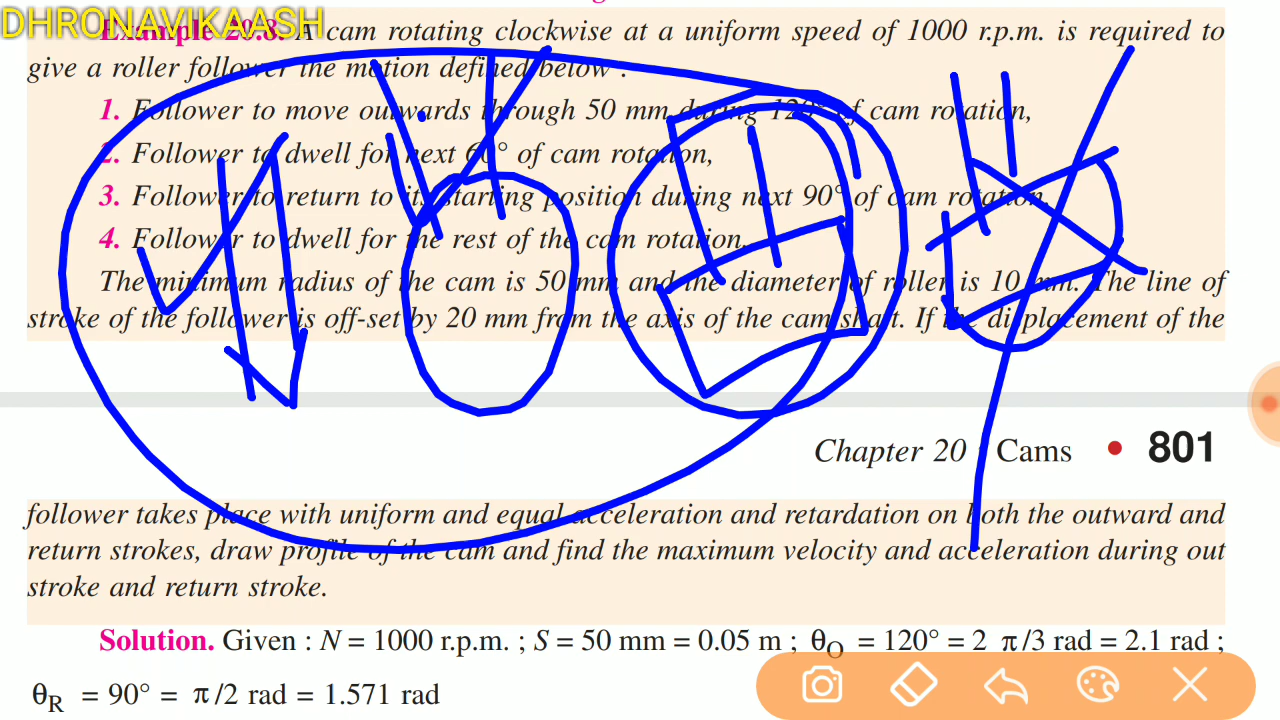 DHRONAVIKAASH
Example 20.8. A cam rotating clockwise at a uniform speed of 1000 r.p.m. is required to
give a roller follower the motion defined below :
1. Follower to move outwards through 50 mm during 120° of cam rotation,
2. Follower to dwell for next 60° of cam rotation,
3. Follower to return to its starting position during next 90° of cam rotation,
4. Follower to dwell for the rest of the cam rotation.
The minimum radius of the cam is 50 mm and the diameter of roller is 10 mm. The line of
stroke of the follower is off-set by 20 mm from the axis of the cam shaft. If the displacement of the
Chapter 20 Cams • 801
follower takes place with uniform and equal acceleration and retardation on both the outward and
return strokes, draw profile of the cam and find the maximum velocity and acceleration during out
stroke and return stroke.
Solution. Given : N = 1000 r.p.m. ; S = 50 mm = 0.05 m ; θO = 120° = 2 π/3 rad = 2.1 rad ;
θR = 90° = π/2 rad = 1.571 rad